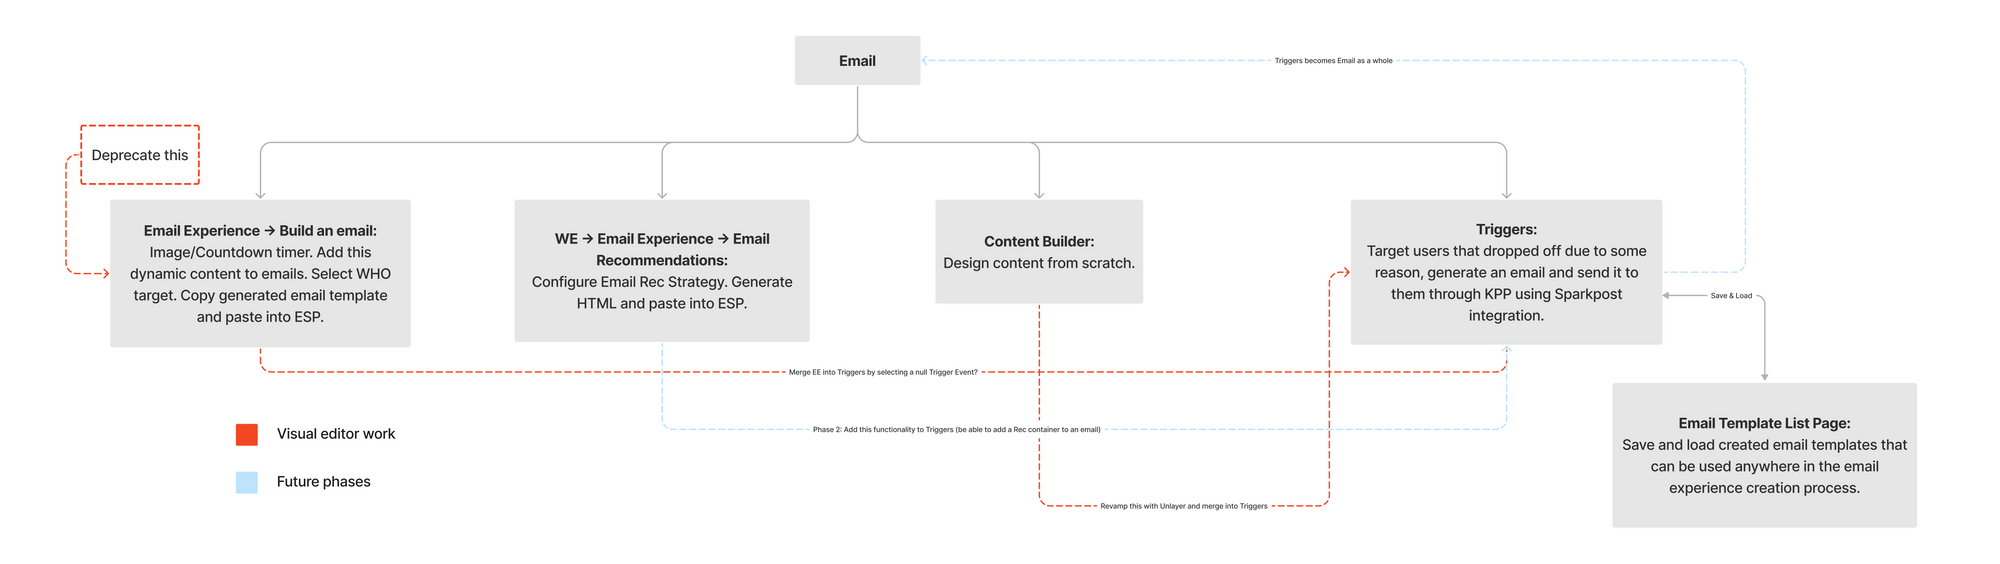 Email
Triggers becomes Email as a whole
Deprecate this
Email Experience → Build an email:
Image/Countdown timer. Add this
dynamic content to emails. Select WHO
target. Copy generated email template
and paste into ESP.
WE → Email Experience → Email
Recommendations:
Configure Email Rec Strategy. Generate
HTML and paste into ESP.
Content Builder:
Design content from scratch.
Triggers:
Target users that dropped off due to some
reason, generate an email and send it to
them through KPP using Sparkpost
integration.
Save & Load
Merge EE into Triggers by selecting a null Trigger Event?
Phase 2: Add this functionality to Triggers (be able to add a Rec container to an email)
Revamp this with Unlayer and merge into Triggers
Email Template List Page:
Save and load created email templates that
can be used anywhere in the email
experience creation process.
Visual editor work
Future phases